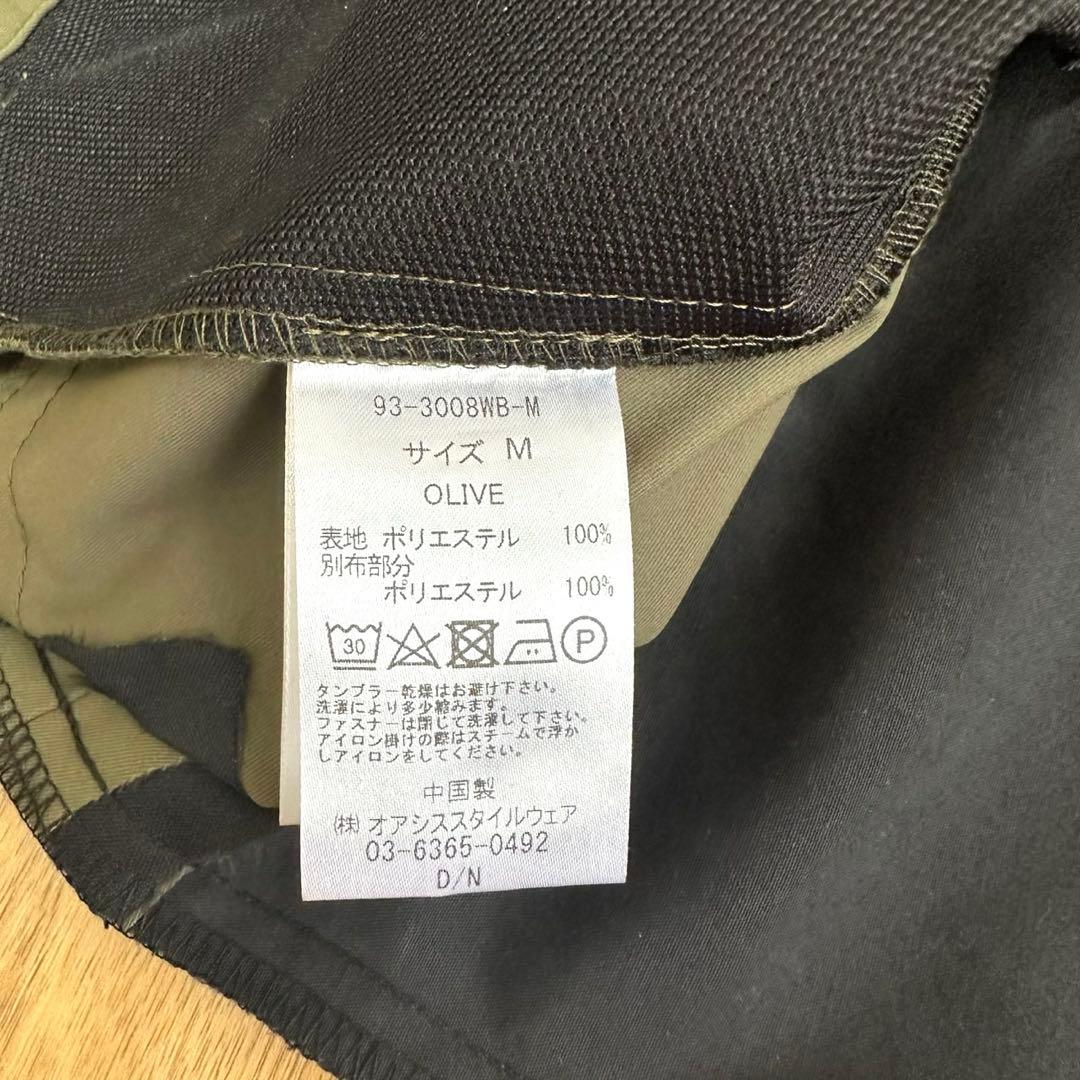 93-3008WB-M
サイズ M
OLIVE
表地 ポリエステル 100%
別布部分
ポリエステル 100%
30 P
タンブラー乾燥はお避け下さい。
洗濯により多少縮みます。
ファスナーは閉じて洗濯して下さい。
アイロン掛けの際はスチームで浮か
しアイロンをしてください。
中国製
㈱オアシススタイルウェア
03-6365-0492
D/N